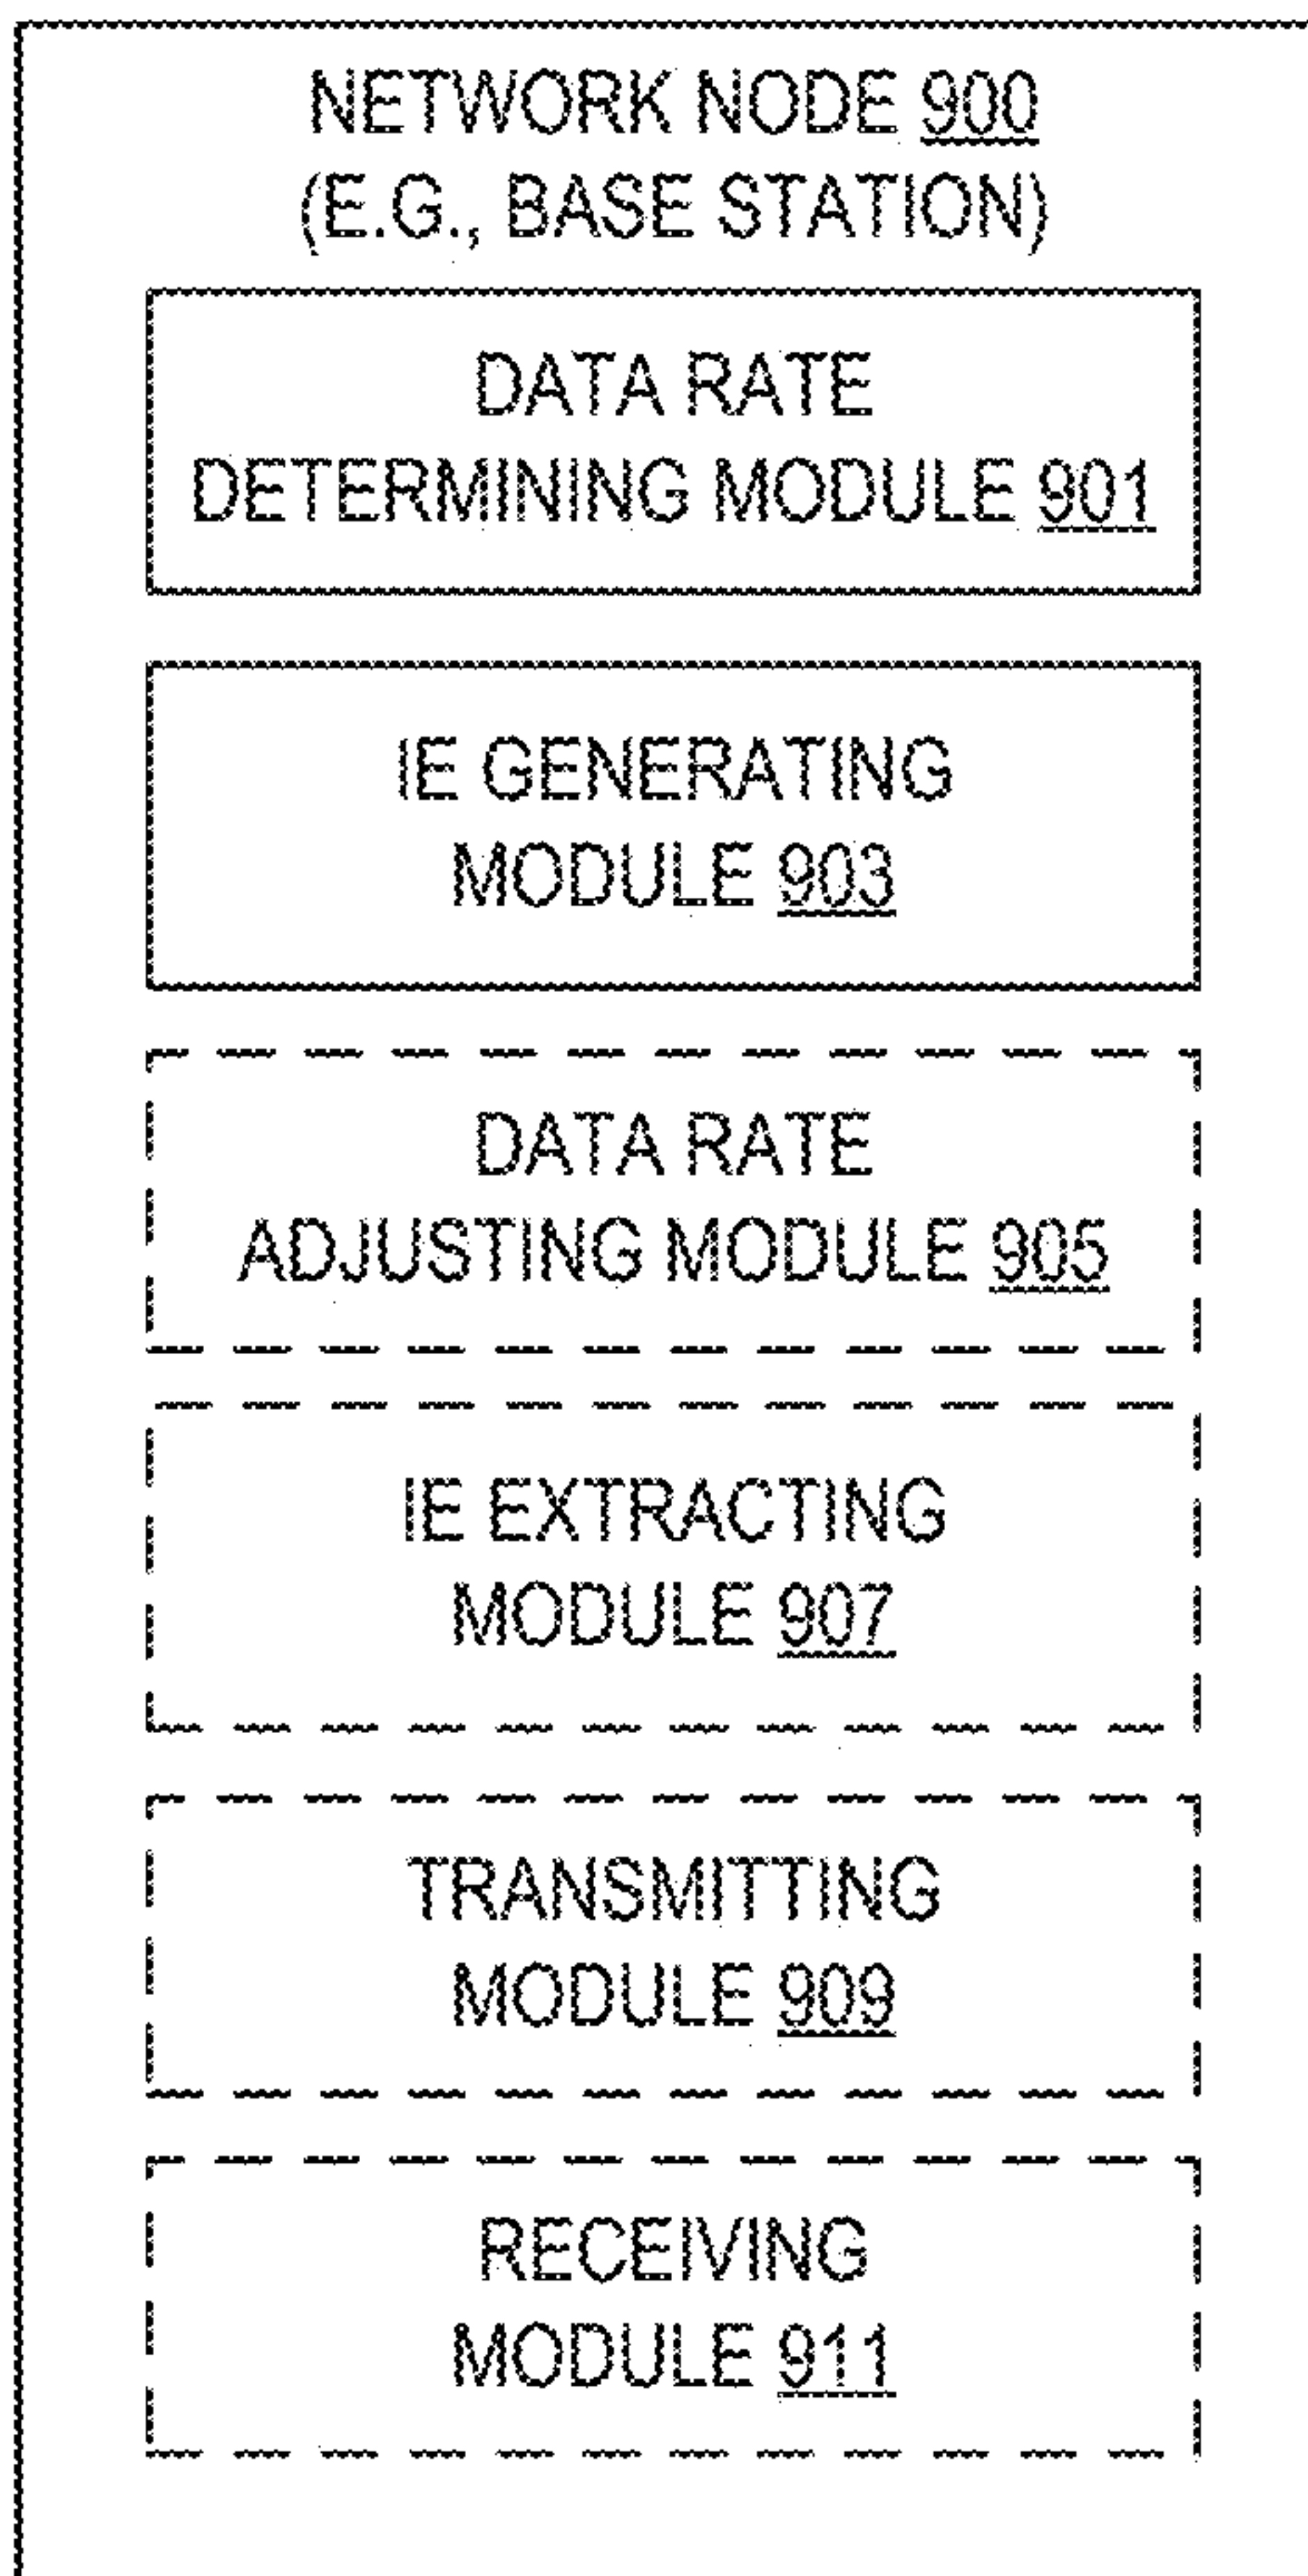 NETWORK NODE 900
(E.G., BASE STATION)
DATA RATE
DETERMINING MODULE 901
IE GENERATING
MODULE 903
DATA RATE
ADJUSTING MODULE 905
IE EXTRACTING
MODULE 907
TRANSMITTING
MODULE 909
RECEIVING
MODULE 911